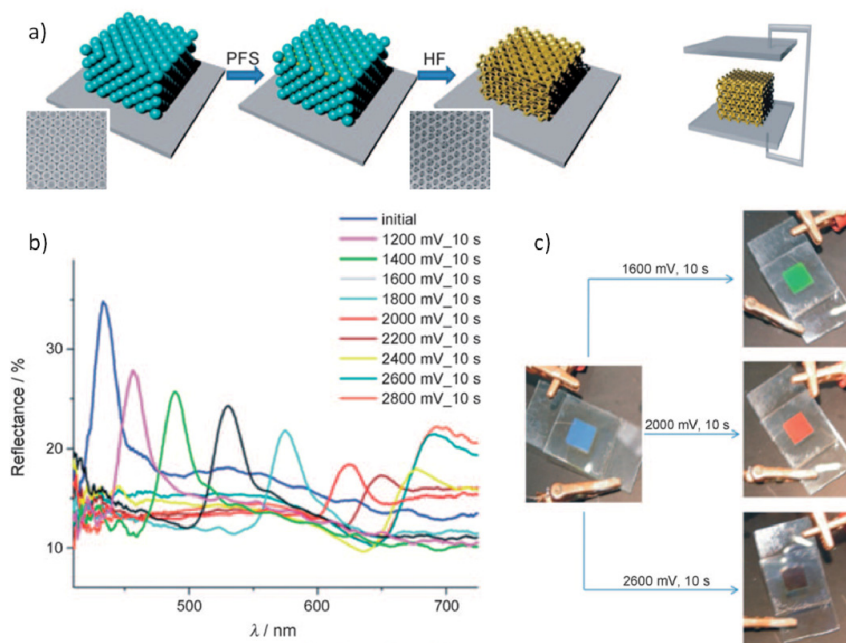 a)
PFS
HF
b)
initial
1200 mV_10 s
1400 mV_10 s
1600 mV_10 s
1800 mV_10 s
2000 mV_10 s
2200 mV_10 s
2400 mV_10 s
2600 mV_10 s
2800 mV_10 s
Reflectance / %
30
20
10
500
600
700
λ / nm
c)
1600 mV, 10 s
2000 mV, 10 s
2600 mV, 10 s